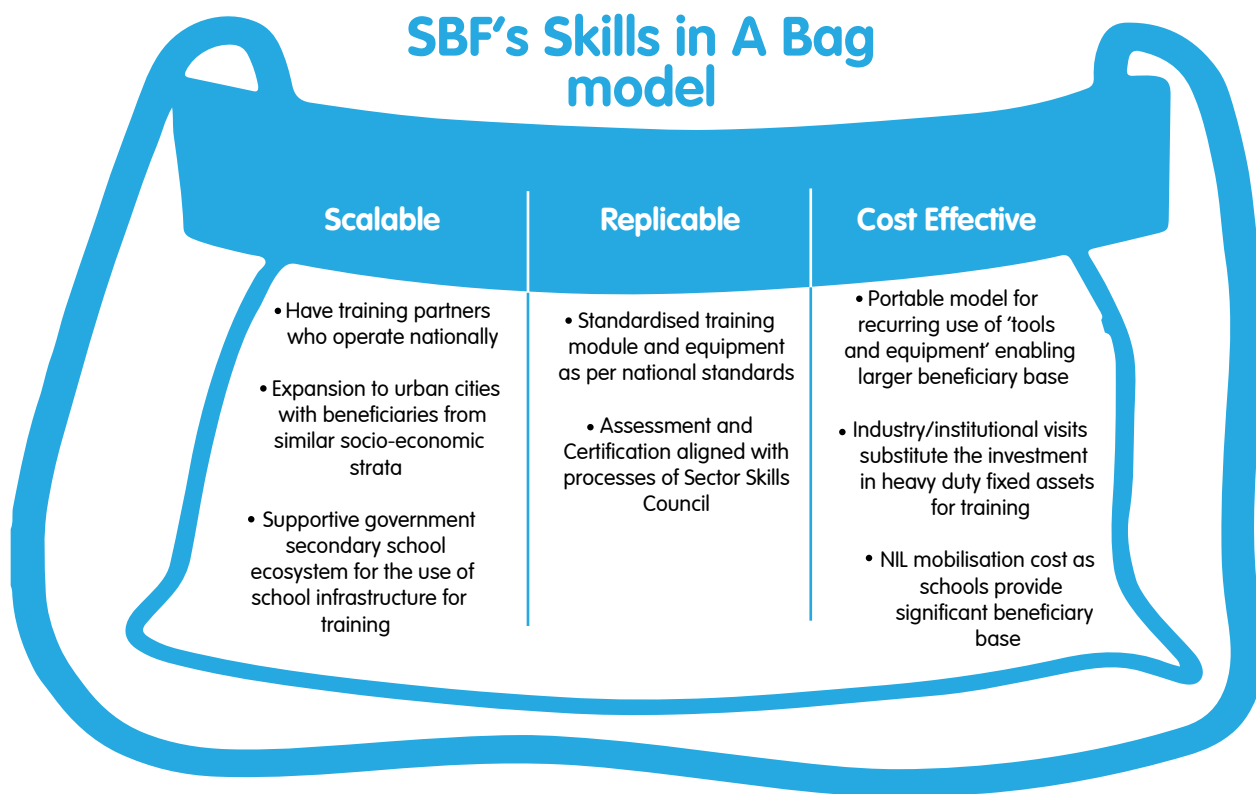 SBF's Skills in A Bag
model
Scalable
• Have training partners
who operate nationally
• Expansion to urban cities
with beneficiaries from
similar socio-economic
strata
• Supportive government
secondary school
ecosystem for the use of
school infrastructure for
training
Replicable
• Standardised training
module and equipment
as per national standards
• Assessment and
Certification aligned with
processes of Sector Skills
Council
Cost Effective
• Portable model for
recurring use of ‘tools
and equipment’ enabling
larger beneficiary base
• Industry/institutional visits
substitute the investment
in heavy duty fixed assets
for training
• NIL mobilisation cost as
schools provide
significant beneficiary
base